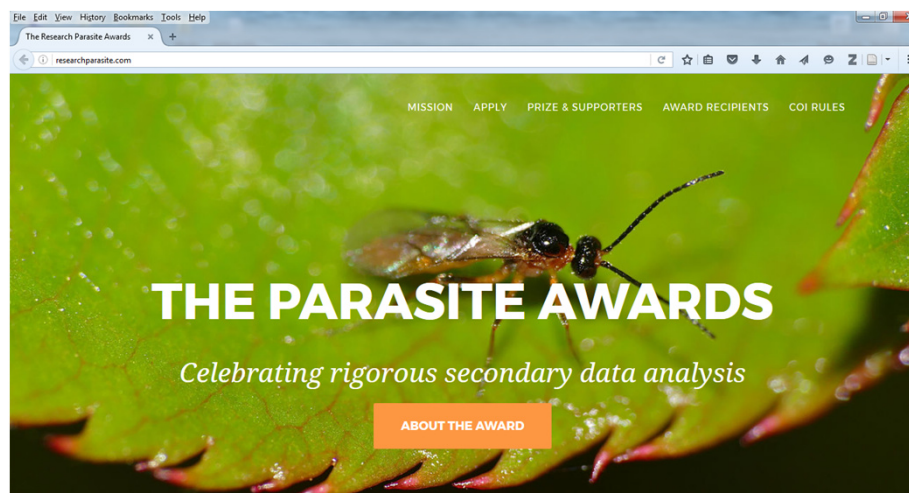 File Edit View History Bookmarks Tools Help
The Research Parasite Awards
researchparasite.com
MISSION APPLY PRIZE & SUPPORTERS AWARD RECIPIENTS COI RULES
THE PARASITE AWARDS
Celebrating rigorous secondary data analysis
ABOUT THE AWARD